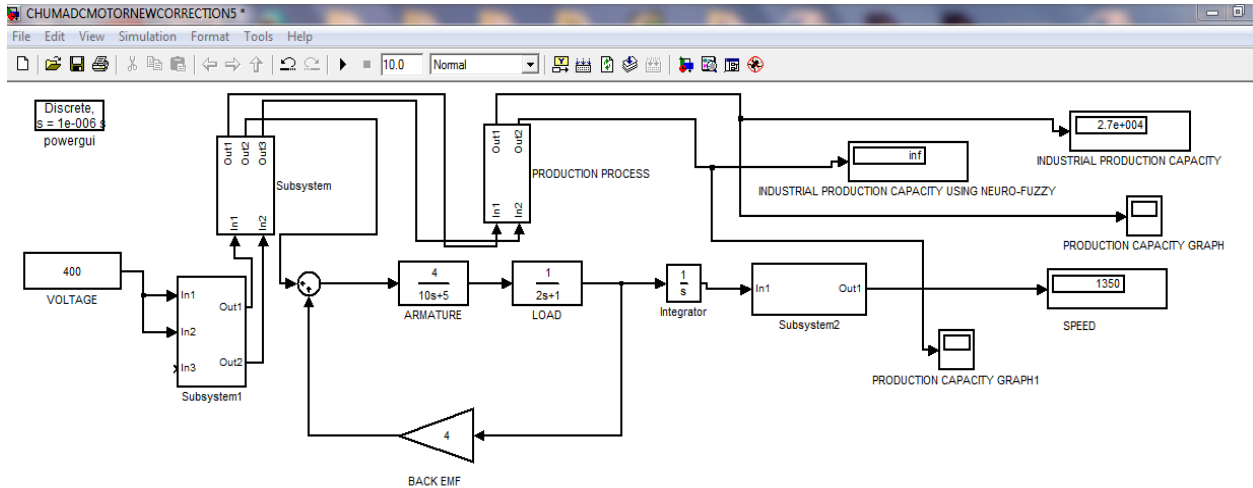 CHUMADCMOTORNEWCORRECTION5 *
File Edit View Simulation Format Tools Help
10.0 Normal
Discrete,
s = 1e-006 s
powergui
Out1 Out2 Out3
Subsystem
In1 In2
Out1 Out2
PRODUCTION PROCESS
In1 In2
2.7e+004
INDUSTRIAL PRODUCTION CAPACITY
inf
INDUSTRIAL PRODUCTION CAPACITY USING NEURO-FUZZY
PRODUCTION CAPACITY GRAPH
400
VOLTAGE
In1
In2
In3
Out1
Out2
Subsystem1
4
10s+5
ARMATURE
1
2s+1
LOAD
1
s
Integrator
In1 Out1
Subsystem2
1350
SPEED
PRODUCTION CAPACITY GRAPH1
4
BACK EMF